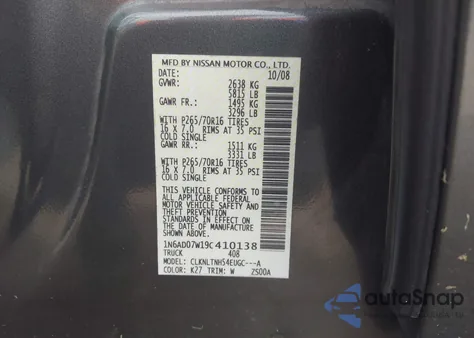 MFD BY NISSAN MOTOR CO., LTD.
DATE: 10/08
GVWR: 2638 KG
5815 LB
GAWR FR.: 1495 KG
3296 LB
WITH P265/70R16 TIRES
16 X 7.0 RIMS AT 35 PSI
COLD SINGLE
GAWR RR.: 1511 KG
3331 LB
WITH P265/70R16 TIRES
16 X 7.0 RIMS AT 35 PSI
COLD SINGLE
THIS VEHICLE CONFORMS TO
ALL APPLICABLE FEDERAL
MOTOR VEHICLE SAFETY AND
THEFT PREVENTION
STANDARDS IN EFFECT ON
THE DATE OF MANUFACTURE
SHOWN ABOVE.
1N6AD07W19C410138
TRUCK 408
MODEL: CLKNLTNH54EUGC---A
COLOR: K27 TRIM: W 2S00A
AutoSnap